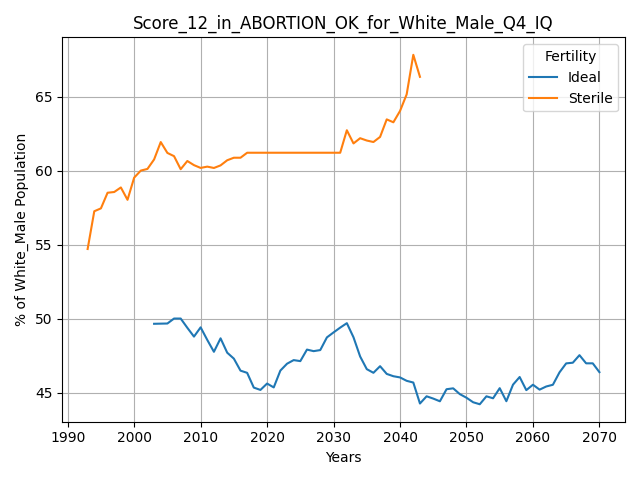 Score_12_in_ABORTION_OK_for_White_Male_Q4_IQ
Fertility
Ideal
Sterile
% of White_Male Population
65
60
55
50
45
1990
2000
2010
2020
2030
2040
2050
2060
2070
Years